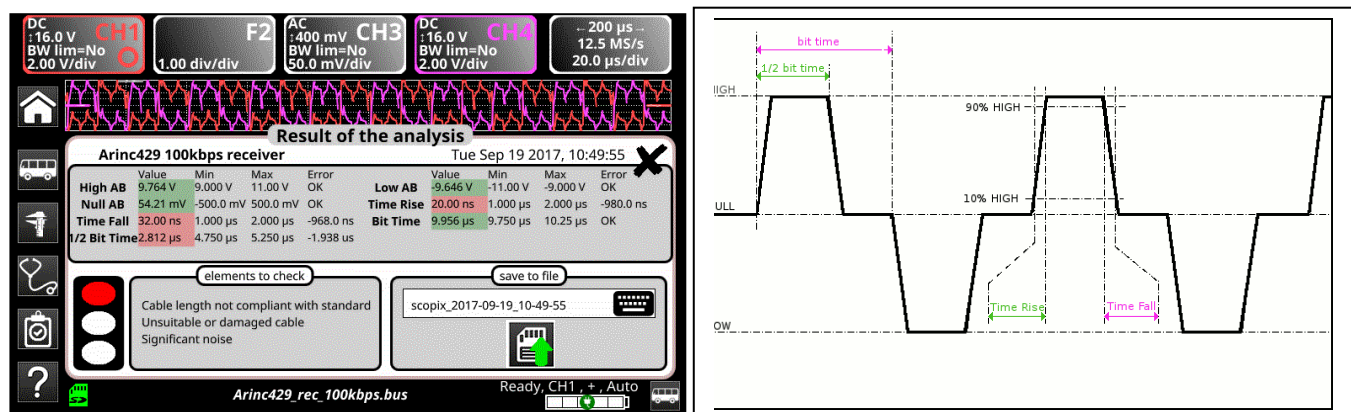 DC
↕16.0 V CH1
BW lim=No
2.00 V/div
F2
1.00 div/div
AC
↕400 mV CH3
BW lim=No
50.0 mV/div
DC
↕16.0 V CH4
BW lim=No
2.00 V/div
←200 µs→
12.5 MS/s
20.0 µs/div
Result of the analysis
Arinc429 100kbps receiver Tue Sep 19 2017, 10:49:55
Value Min Max Error Value Min Max Error
High AB 9.764 V 9.000 V 11.00 V OK Low AB -9.646 V -11.00 V -9.000 V OK
Null AB 54.21 mV -500.0 mV 500.0 mV OK Time Rise 20.00 ns 1.000 µs 2.000 µs -980.0 ns
Time Fall 32.00 ns 1.000 µs 2.000 µs -968.0 ns Bit Time 9.956 µs 9.750 µs 10.25 µs OK
1/2 Bit Time 2.812 µs 4.750 µs 5.250 µs -1.938 us
elements to check
Cable length not compliant with standard
Unsuitable or damaged cable
Significant noise
save to file
scopix_2017-09-19_10-49-55
?
Arinc429_rec_100kbps.bus
Ready, CH1 , + , Auto
bit time
1/2 bit time
IIGH
90% HIGH
10% HIGH
ULL
Time Rise
Time Fall
OW